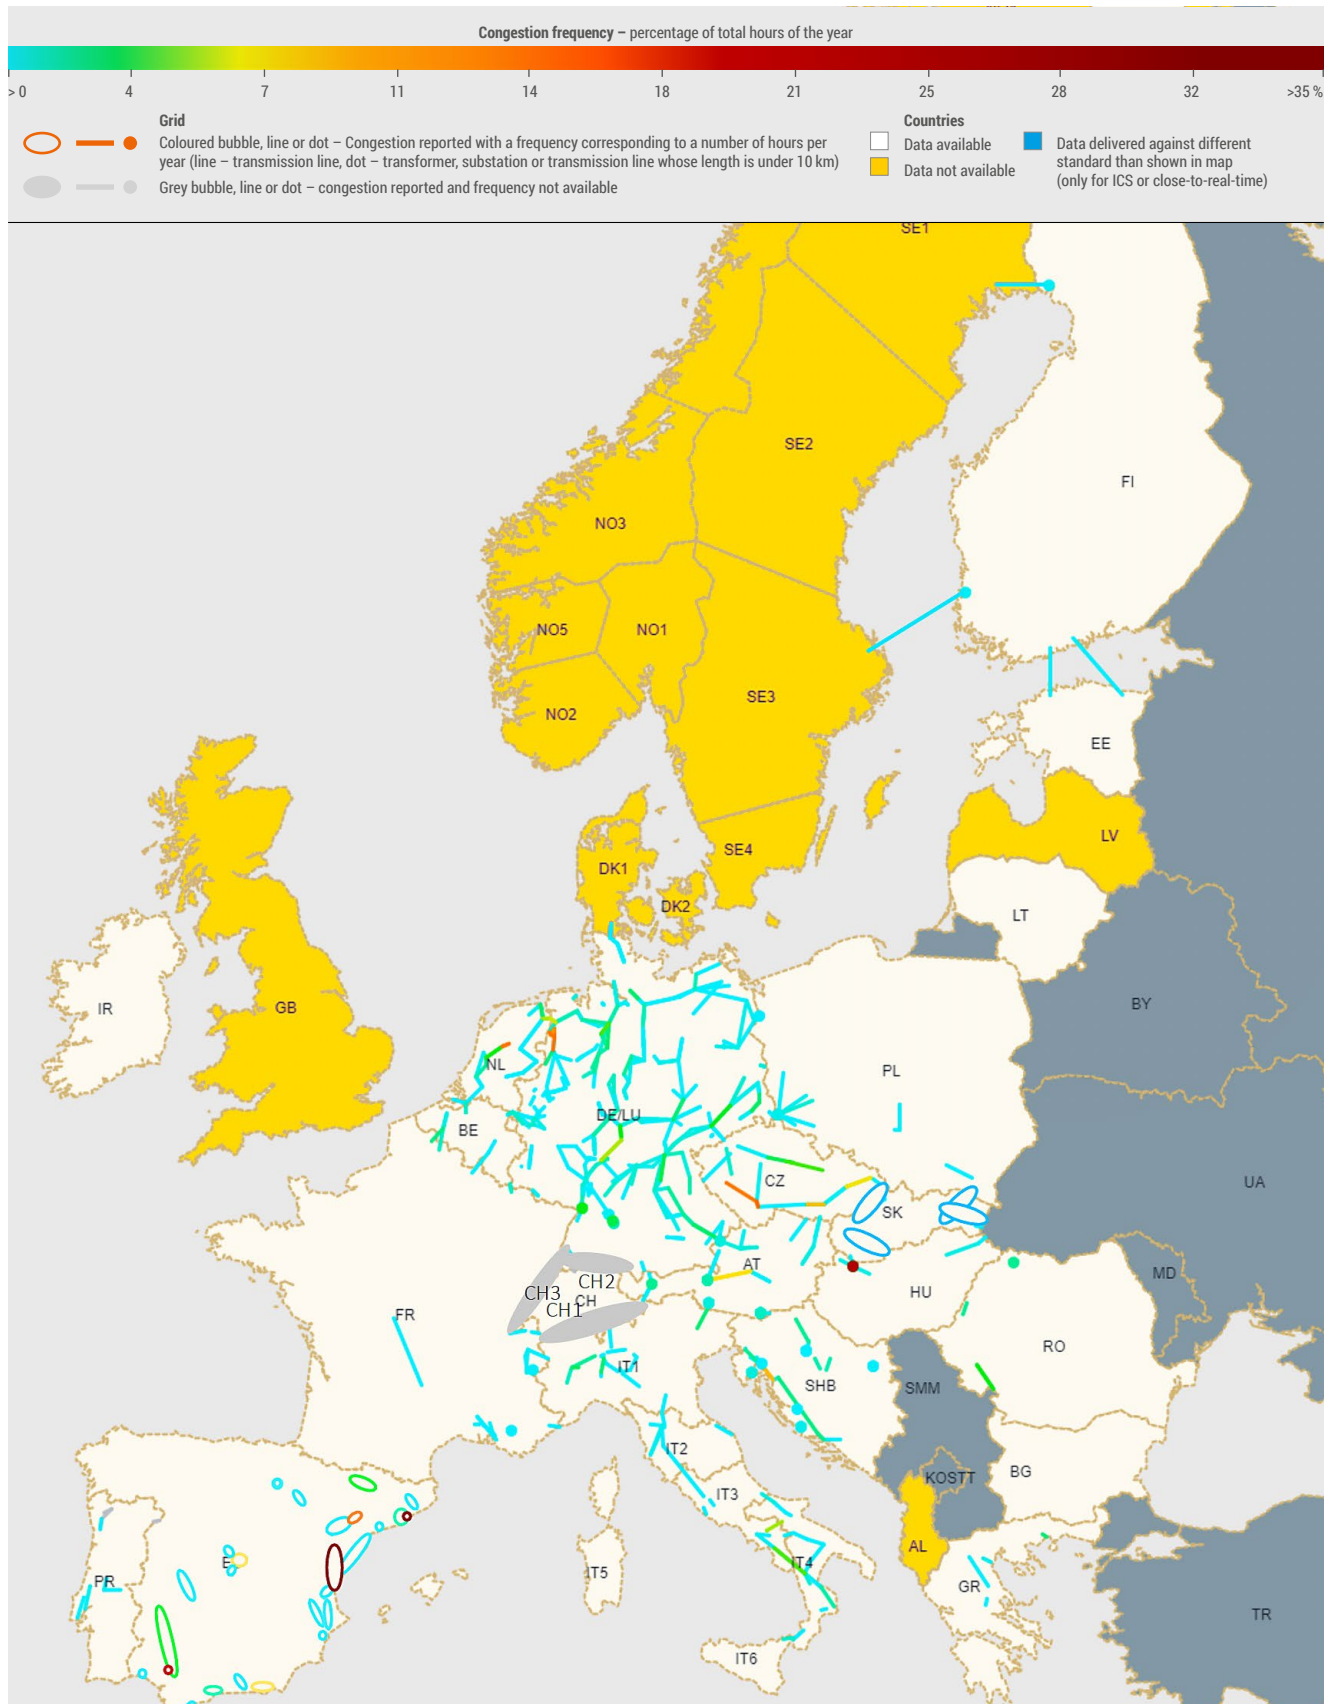 Congestion frequency – percentage of total hours of the year
> 0 4 7 11 14 18 21 25 28 32 >35 %
Grid
Coloured bubble, line or dot – Congestion reported with a frequency corresponding to a number of hours per
year (line – transmission line, dot – transformer, substation or transmission line whose length is under 10 km)
Grey bubble, line or dot – congestion reported and frequency not available
Countries
Data available
Data not available
Data delivered against different
standard than shown in map
(only for ICS or close-to-real-time)
SE1
SE2
FI
NO3
NO5
NO1
SE3
NO2
EE
LV
SE4
DK1
DK2
LT
IR
GB
BY
NL
PL
DE/LU
BE
CZ
UA
SK
AT
MD
CH2
CH3
CH
CH1
HU
FR
RO
IT1
SHB
SMM
IT2
KOSTT
BG
IT3
AL
E
IT4
PR
IT5
GR
TR
IT6